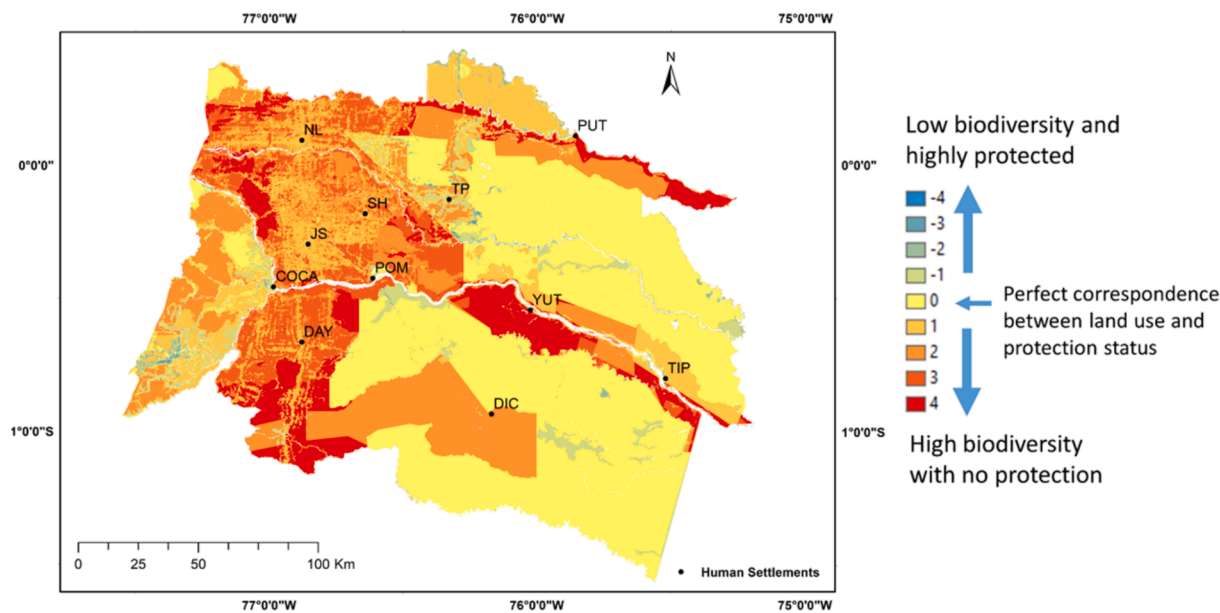 77°0'0"W 76°0'0"W 75°0'0"W
N
PUT
NL
0°0'0" 0°0'0"
TP
SH
JS
POM
COCA
YUT
DAY
TIP
DIC
1°0'0"S 1°0'0"S
0 25 50 100 Km
Human Settlements
77°0'0"W 76°0'0"W 75°0'0"W
Low biodiversity and
highly protected
-4
-3
-2
-1
0
1
2
3
4
Perfect correspondence
between land use and
protection status
High biodiversity
with no protection